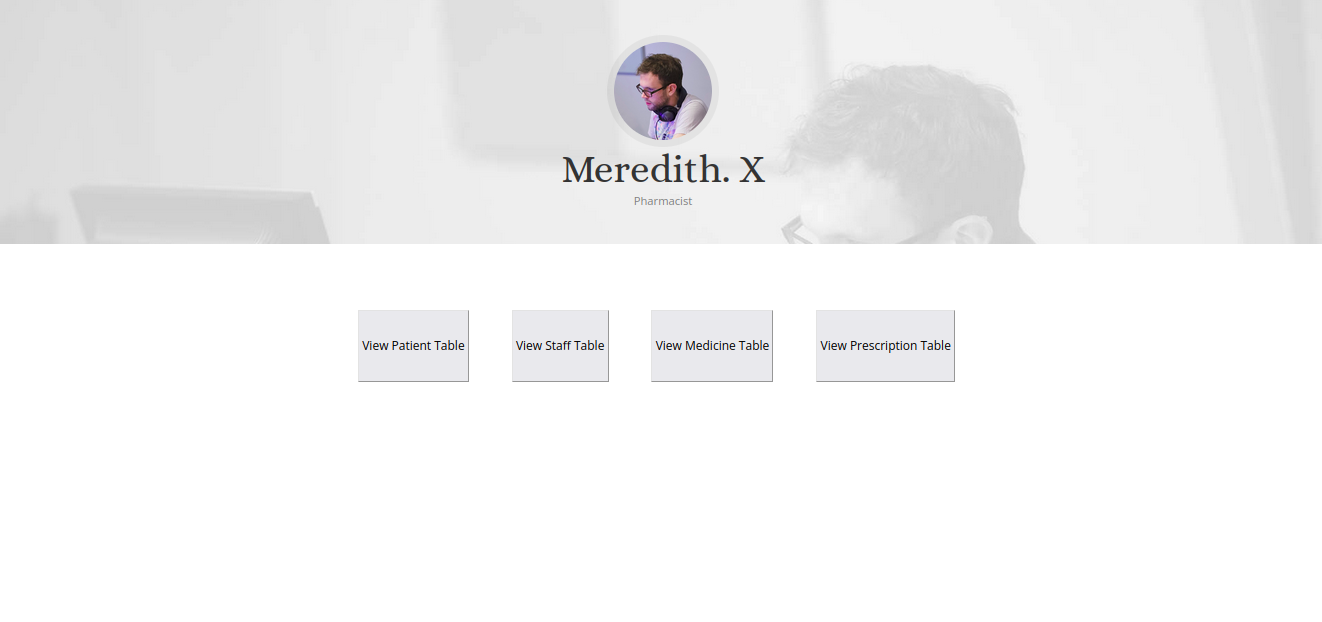 Meredith. X
Pharmacist
View Patient Table
View Staff Table
View Medicine Table
View Prescription Table